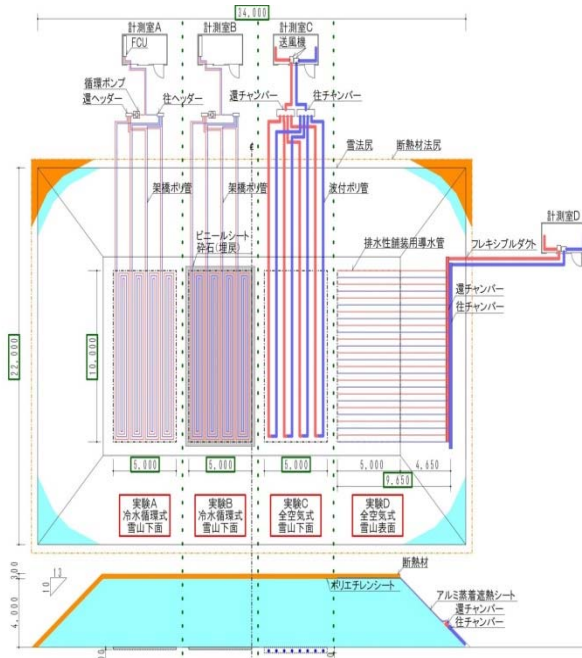 34,000
計測室A
計測室B
計測室C
FCU
送風機
循環ポンプ
還ヘッダー
往ヘッダー
還チャンバー
往チャンバー
雪法尻
断熱材法尻
架橋ポリ管
架橋ポリ管
波付ポリ管
計測室D
ビニールシート
砕石(埋戻)
排水性舗装用導水管
フレキシブルダクト
還チャンバー
往チャンバー
22,000
10,000
5,000
5,000
5,000
5,000
4,650
9,650
実験A
冷水循環式
雪山下面
実験B
冷水循環式
雪山下面
実験C
全空気式
雪山下面
実験D
全空気式
雪山表面
断熱材
300
12
10
ポリエチレンシート
アルミ蒸着遮熱シート
4,000
還チャンバー
往チャンバー